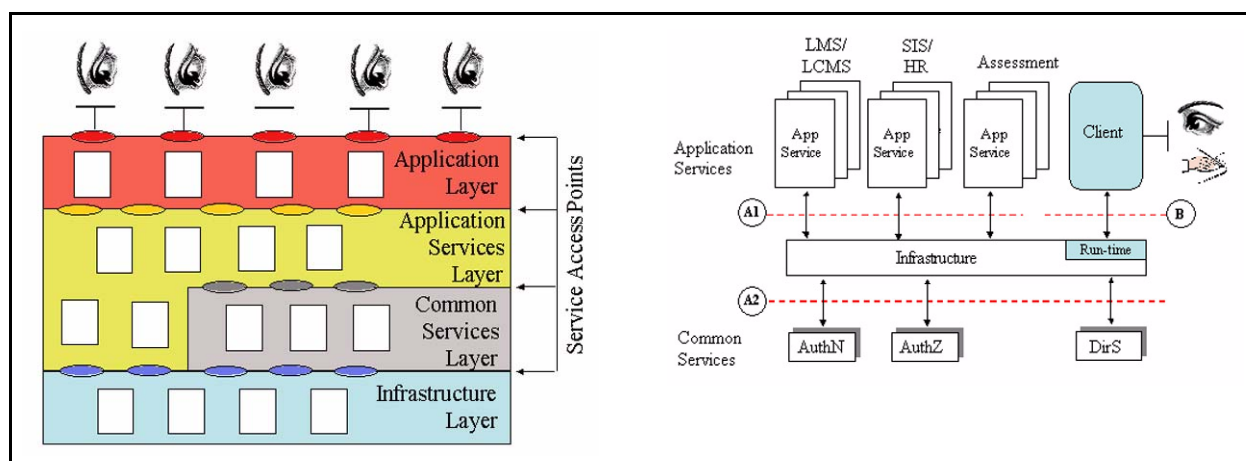 Application
Layer
Application
Services
Layer
Common
Services
Layer
Infrastructure
Layer
Service Access Points
LMS/
LCMS
SIS/
HR
Assessment
Application
Services
App
Service
App
Service
App
Service
Client
A1
B
Infrastructure
Run-time
A2
Common
Services
AuthN
AuthZ
DirS